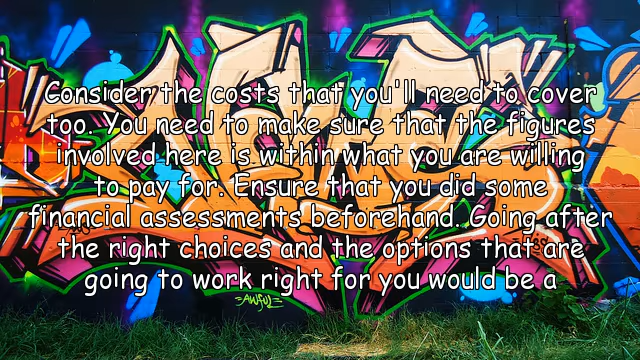 Consider the costs that you'll need to cover
too. You need to make sure that the figures
involved here is within what you are willing
to pay for. Ensure that you did some
financial assessments beforehand. Going after
the right choices and the options that are
going to work right for you would be a
=AWFUL=